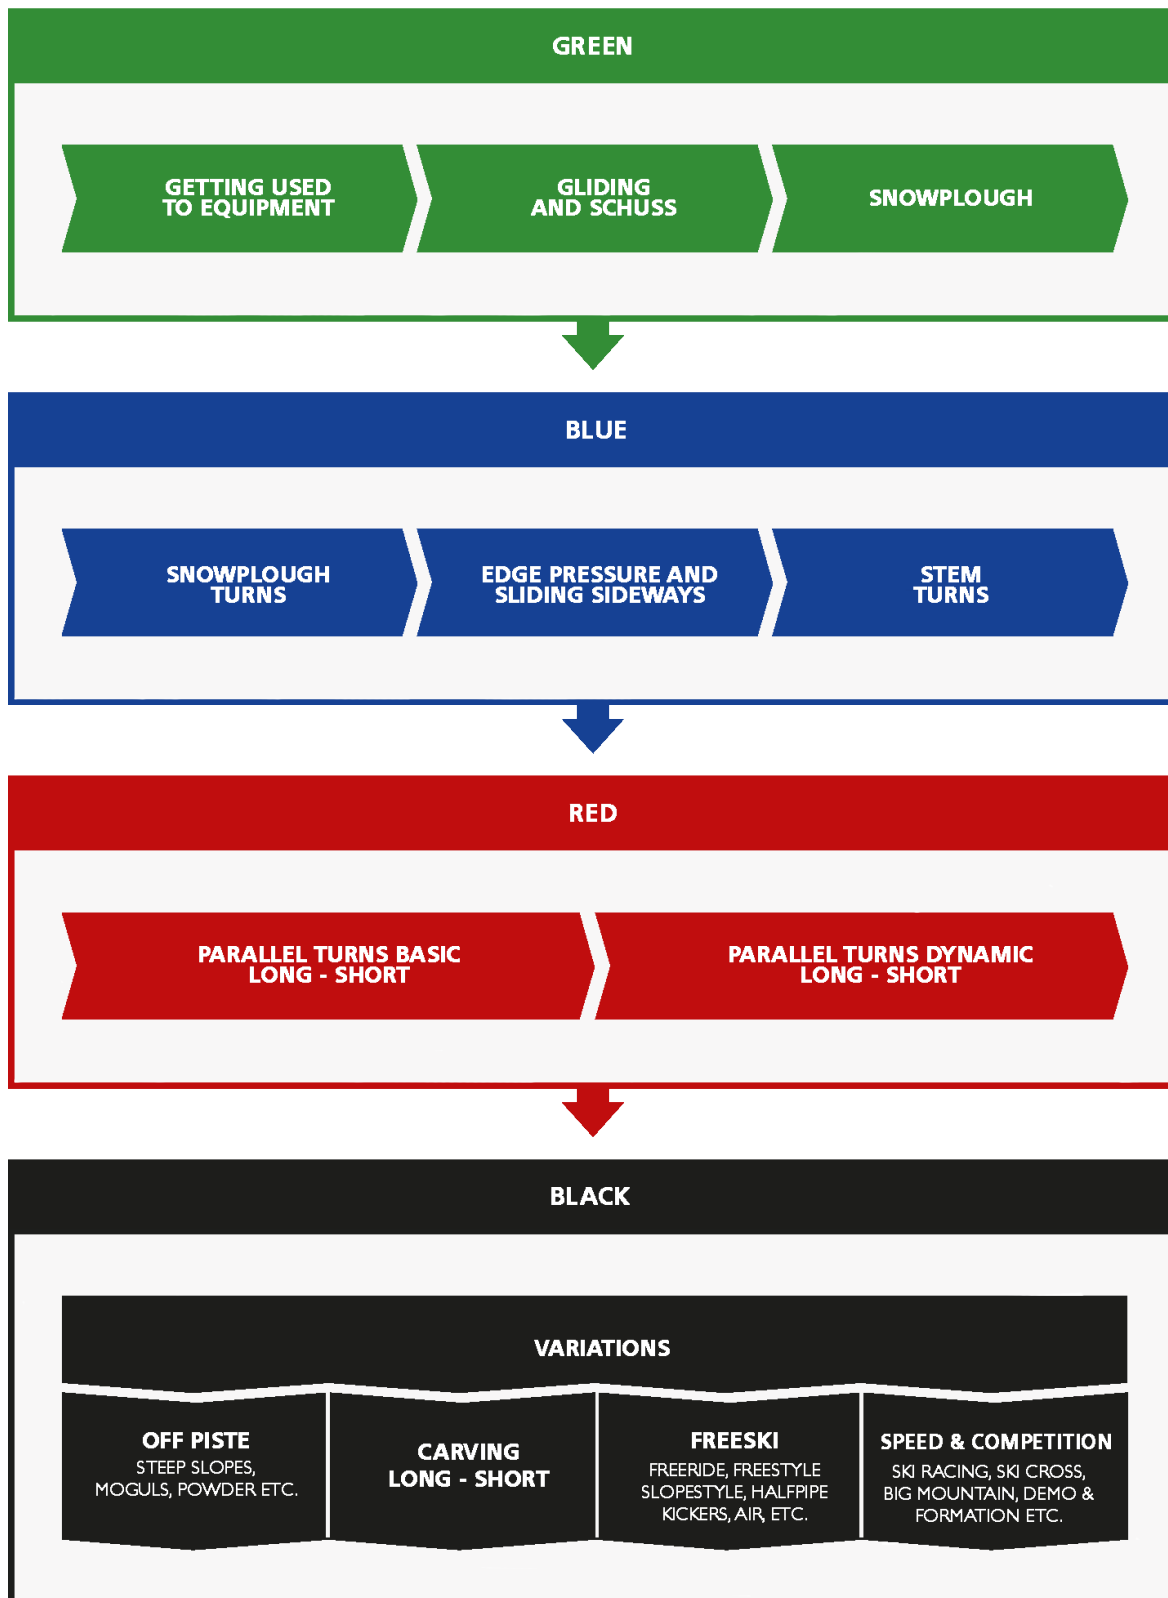 GREEN
GETTING USED
TO EQUIPMENT
GLIDING
AND SCHUSS
SNOWPLOUGH
BLUE
SNOWPLOUGH
TURNS
EDGE PRESSURE AND
SLIDING SIDEWAYS
STEM
TURNS
RED
PARALLEL TURNS BASIC
LONG - SHORT
PARALLEL TURNS DYNAMIC
LONG - SHORT
BLACK
VARIATIONS
OFF PISTE
STEEP SLOPES,
MOGULS, POWDER ETC.
CARVING
LONG - SHORT
FREESKI
FREERIDE, FREESTYLE
SLOPESTYLE, HALFPIPE
KICKERS, AIR, ETC.
SPEED & COMPETITION
SKI RACING, SKI CROSS,
BIG MOUNTAIN, DEMO &
FORMATION ETC.